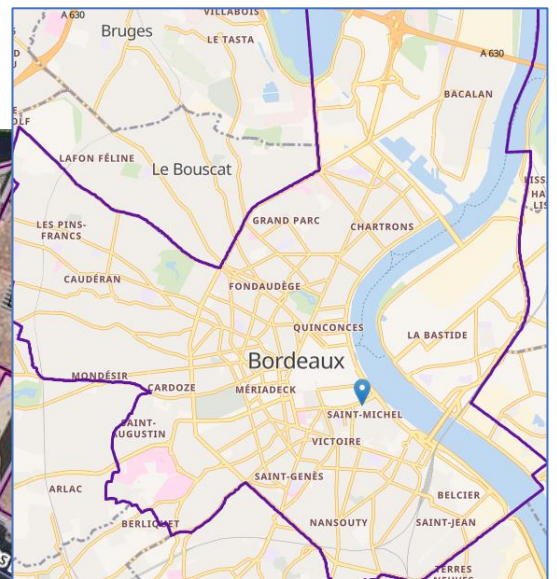 VILLABOIS
A 630
Bruges
LE TASTA
A 630
BACALAN
LAFON FÉLINE
Le Bouscat
GRAND PARC
CHARTRONS
LES PINS-
FRANCS
CAUDÉRAN
FONDAUDÈGE
QUINCONCES
LA BASTIDE
Bordeaux
MONDÉSIR
CARDOZE
MÉRIADECK
SAINT-MICHEL
SAINT-
AUGUSTIN
VICTOIRE
SAINT-GENÈS
ARLAC
BELCIER
BERLIQUET
NANSOUTY
SAINT-JEAN
TERRES
NEUVES